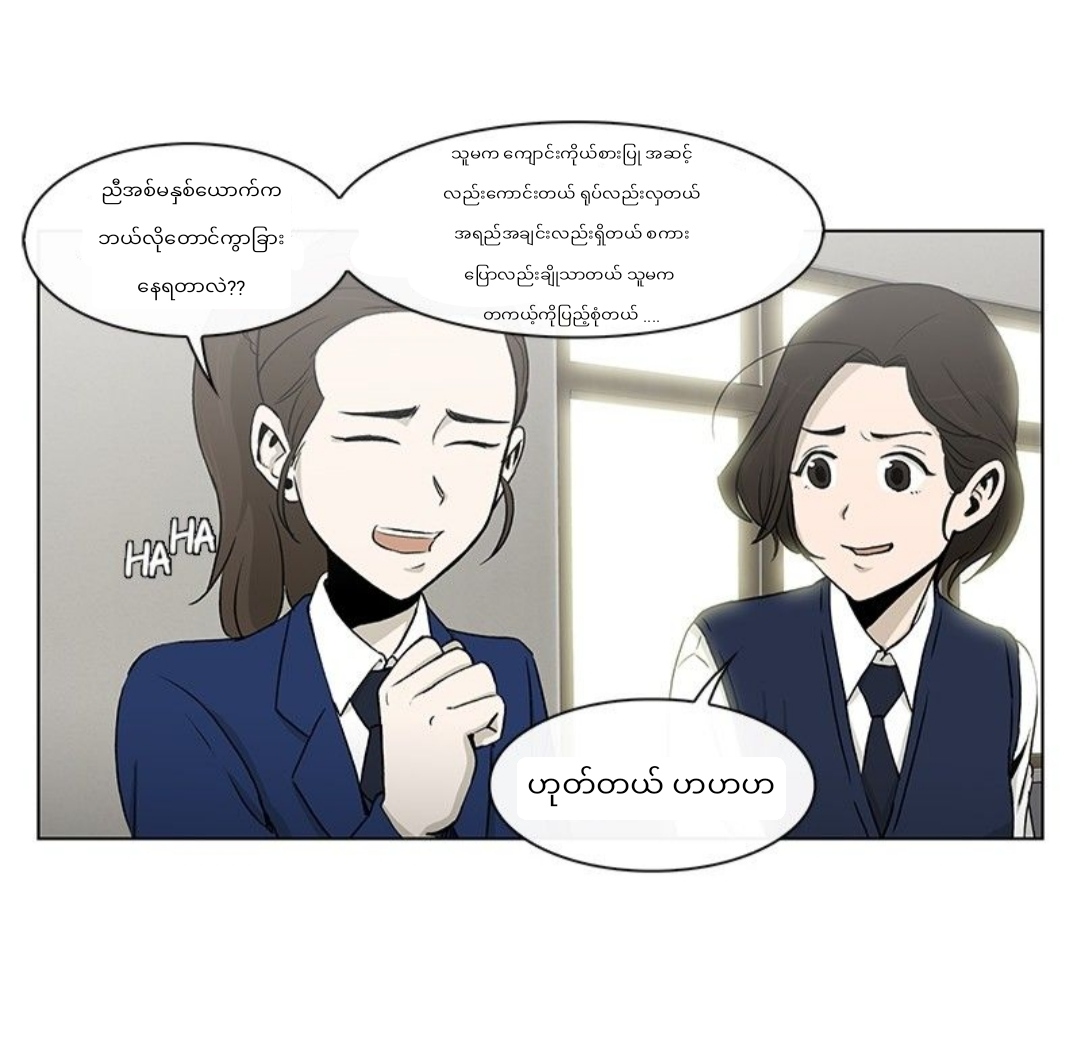 ညီအစ်မနှစ်ယောက်က
ဘယ်လိုတောင်ကွာခြား
နေရတာလဲ??
သူမက ကျောင်းကိုယ်စားပြု အဆင့်
လည်းကောင်းတယ် ရုပ်လည်းလှတယ်
အရည်အချင်းလည်းရှိတယ် စကား
ပြောလည်းချိုသာတယ် သူမက
တကယ့်ကိုပြည့်စုံတယ် ....
HA HA
ဟုတ်တယ် ဟာဟာဟ